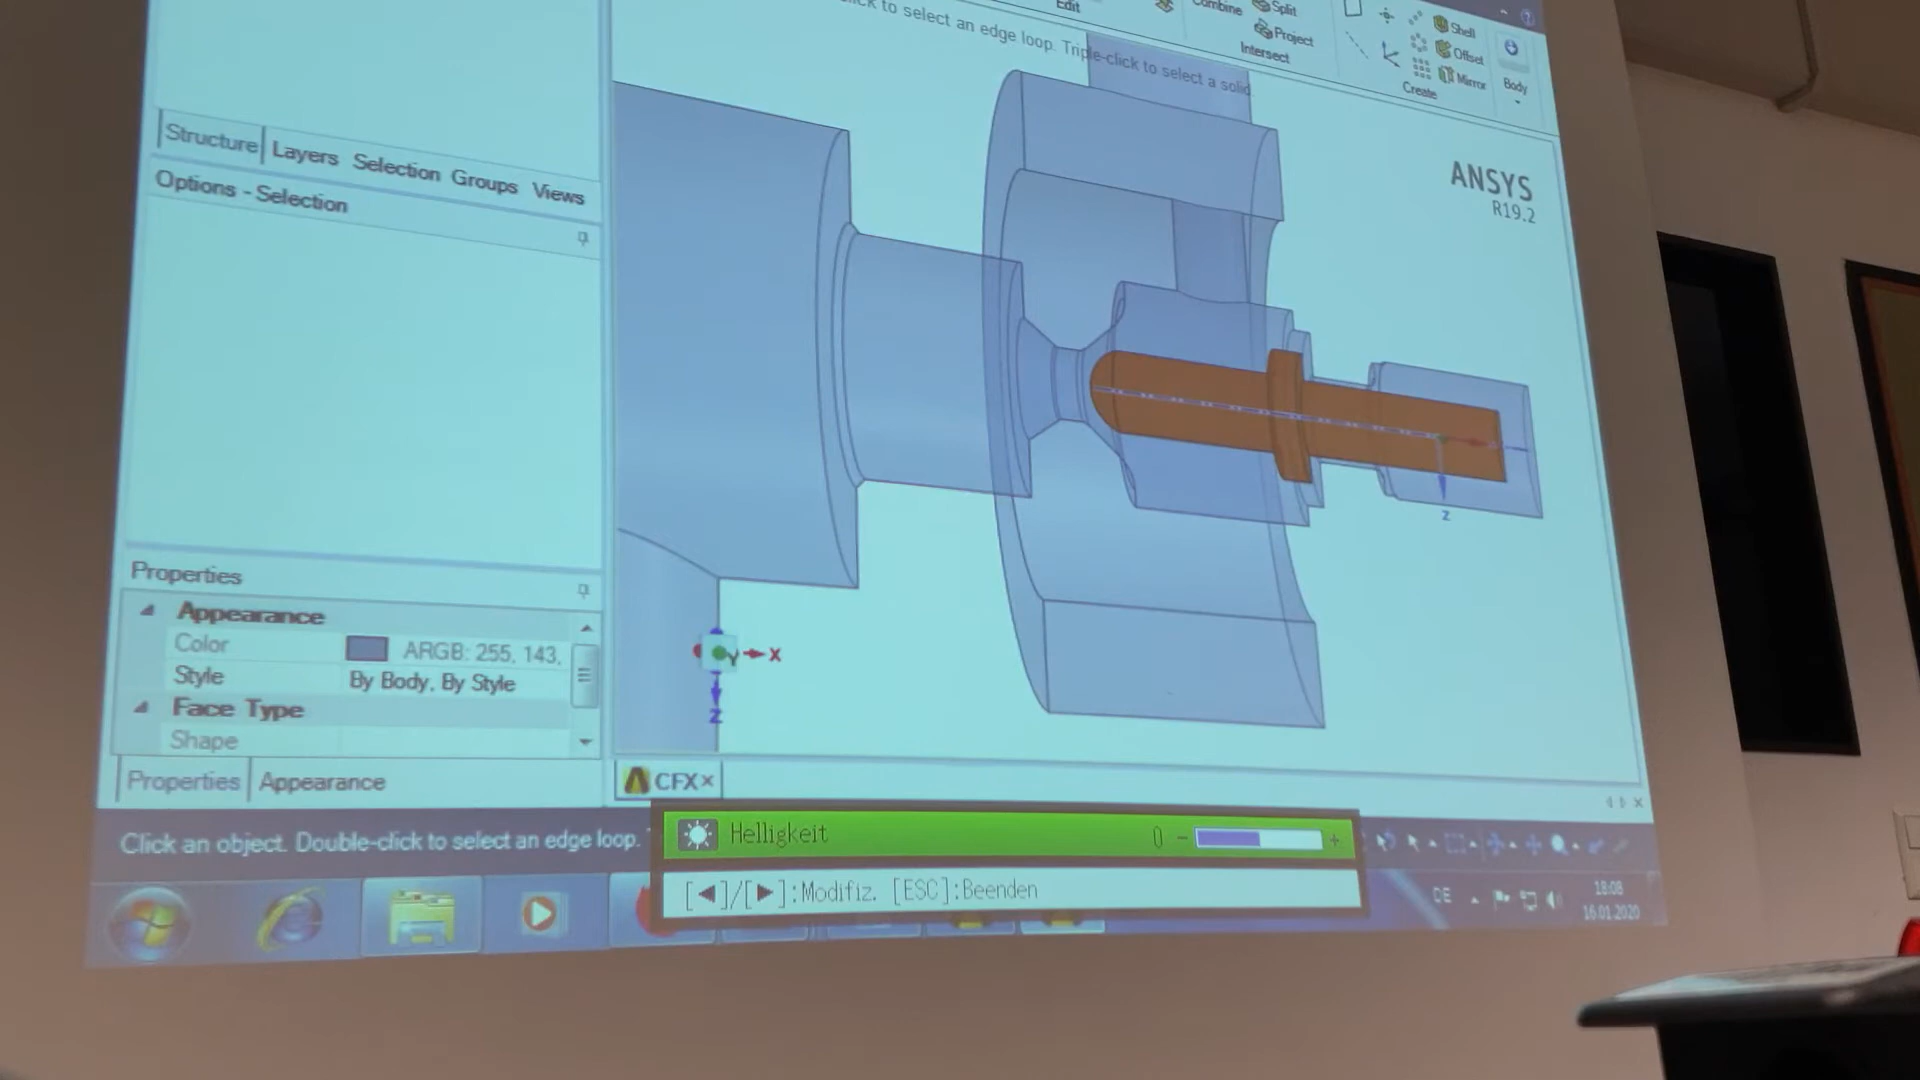 Edit
Combine
Split
Project
Intersect
Shell
Offset
Mirror
Create
Body
to select an edge loop. Triple-click to select a solid
ANSYS
R19.2
Structure Layers Selection Groups Views
Options - Selection
Properties
Appearance
Color ARGB: 255, 143,
Style By Body, By Style
Face Type
Shape
Properties Appearance
z
Y X
Z
CFX×
Click an object. Double-click to select an edge loop.
Helligkeit 0 - +
[◄]/[►]:Modifiz. [ESC]:Beenden
DE
18:08
16.01.2020